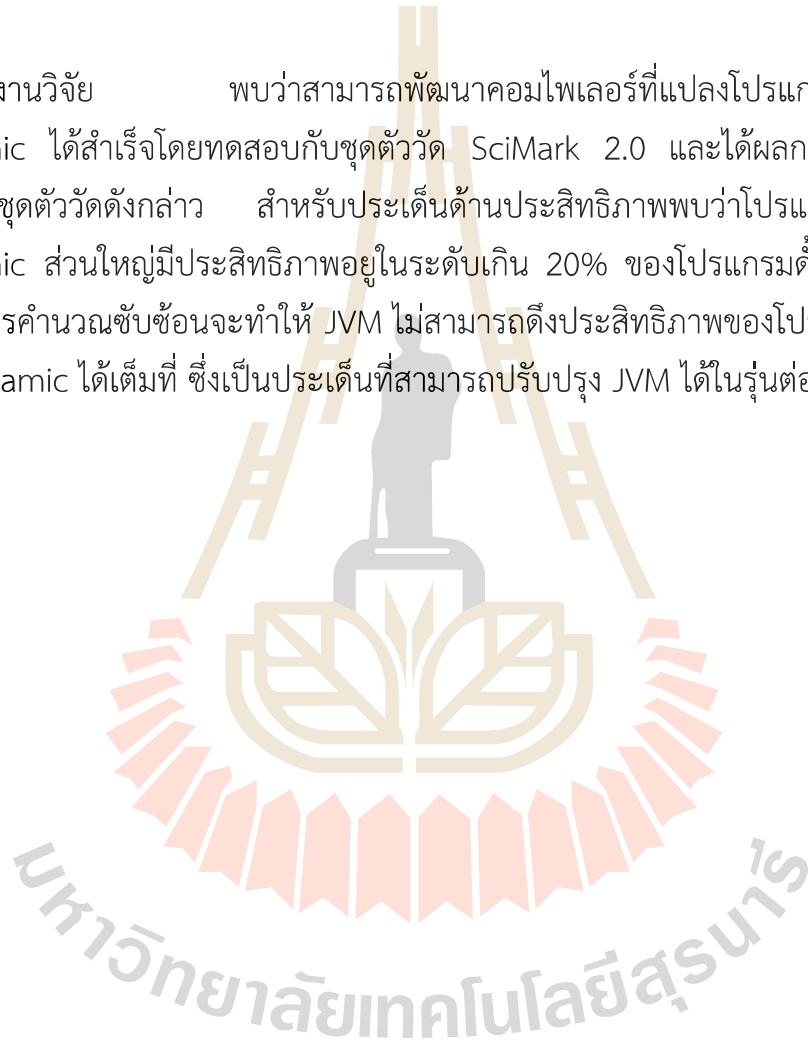 งานวิจัย พบว่าสามารถพัฒนาคอมไพเลอร์ที่แปลงโปรแก
ic ได้สำเร็จโดยทดสอบกับชุดตัววัด SciMark 2.0 และได้ผลก
ชุดตัววัดดังกล่าว สำหรับประเด็นด้านประสิทธิภาพพบว่าโปรแ
ic ส่วนใหญ่มีประสิทธิภาพอยู่ในระดับเกิน 20% ของโปรแกรมดั้
รคำนวณซับซ้อนจะทำให้ JVM ไม่สามารถดึงประสิทธิภาพของโป
amic ได้เต็มที่ ซึ่งเป็นประเด็นที่สามารถปรับปรุง JVM ได้ในรุ่นต่อ
มหาวิทยาลัยเทคโนโลยีสุรนารี